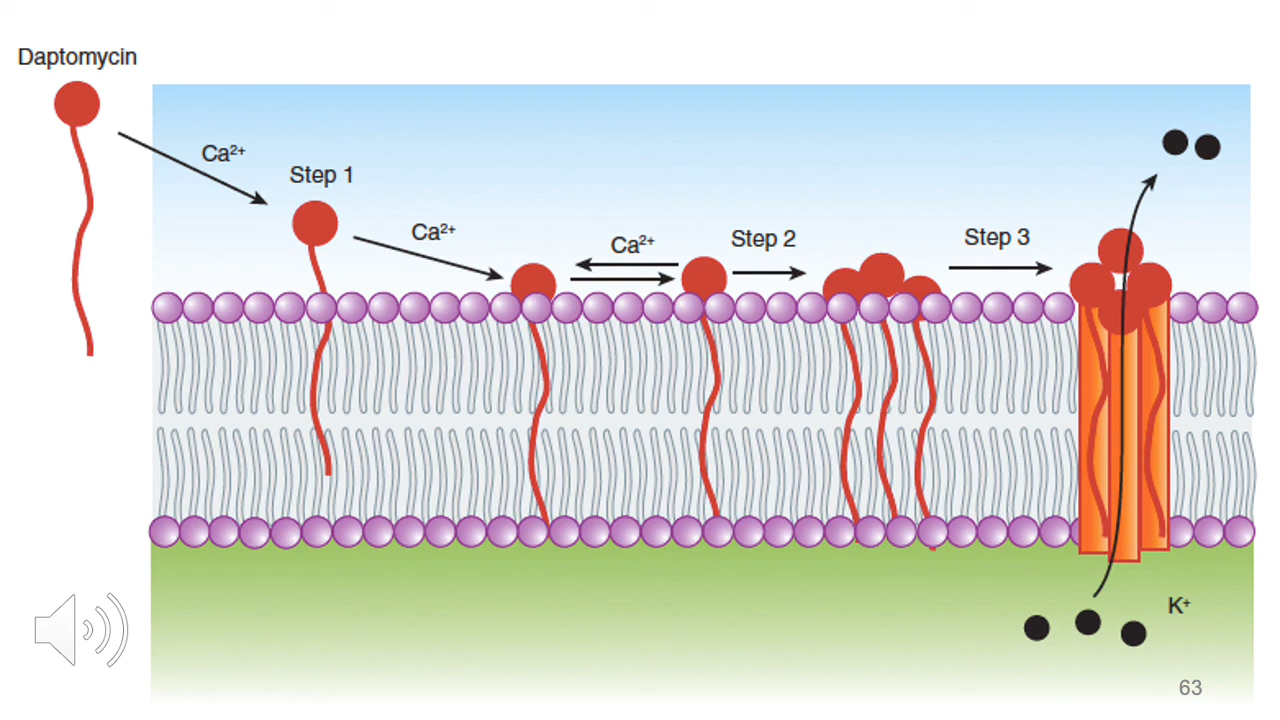 Daptomycin
Ca²⁺
Step 1
Ca²⁺
Ca²⁺
Step 2
Step 3
K⁺
63